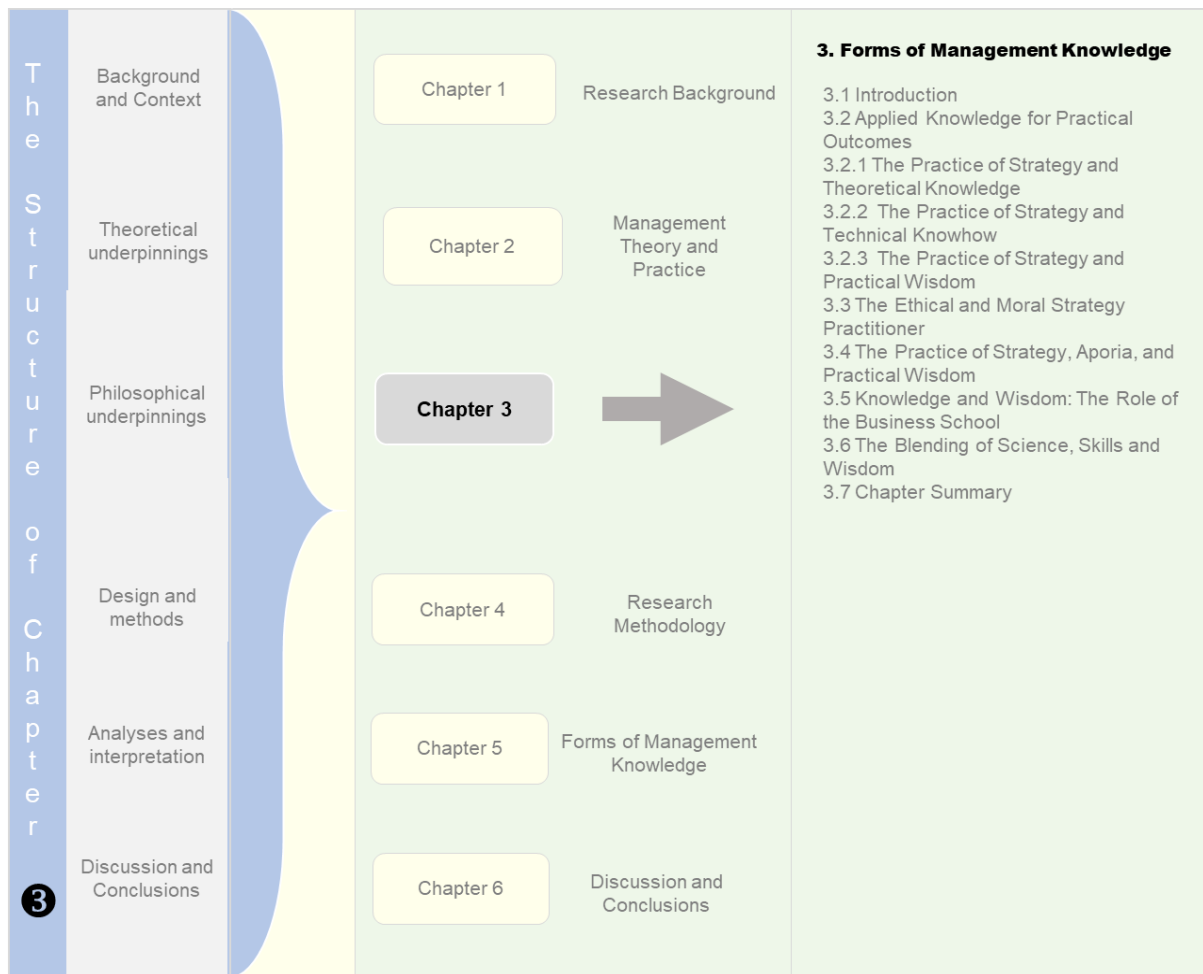 The Structure of Chapter
❸
Background
and Context
Theoretical
underpinnings
Philosophical
underpinnings
Design and
methods
Analyses and
interpretation
Discussion and
Conclusions
Chapter 1
Research Background
Chapter 2
Management
Theory and
Practice
Chapter 3
Chapter 4
Research
Methodology
Chapter 5
Forms of Management
Knowledge
Chapter 6
Discussion and
Conclusions
3. Forms of Management Knowledge
3.1 Introduction
3.2 Applied Knowledge for Practical
Outcomes
3.2.1 The Practice of Strategy and
Theoretical Knowledge
3.2.2 The Practice of Strategy and
Technical Knowhow
3.2.3 The Practice of Strategy and
Practical Wisdom
3.3 The Ethical and Moral Strategy
Practitioner
3.4 The Practice of Strategy, Aporia, and
Practical Wisdom
3.5 Knowledge and Wisdom: The Role of
the Business School
3.6 The Blending of Science, Skills and
Wisdom
3.7 Chapter Summary